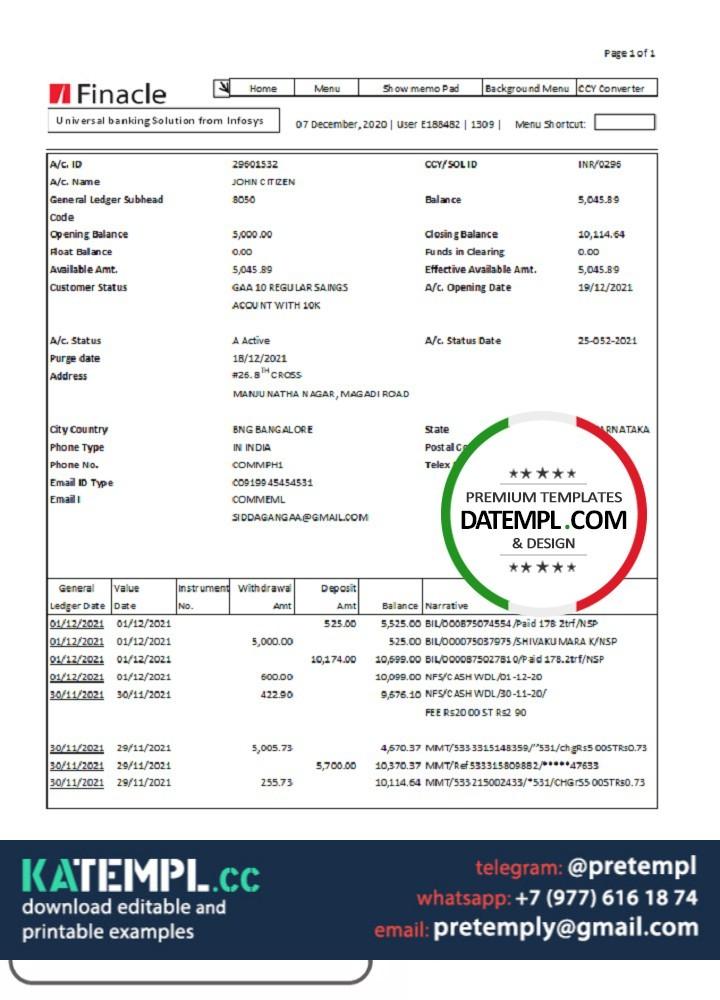 Page 1 of 1
Finacle
Home Menu Show memo Pad Background Menu CCY Converter
Universal banking Solution from Infosys
07 December, 2020 | User E188482 | 1309 | Menu Shortcut:
A/c. ID 29601532 CCY/SOL ID INR/0296
A/c. Name JOHN CITIZEN
General Ledger Subhead 8050 Balance 5,045.89
Code
Opening Balance 5,000.00 Closing Balance 10,114.64
Float Balance 0.00 Funds in Clearing 0.00
Available Amt. 5,045.89 Effective Available Amt. 5,045.89
Customer Status GAA 10 REGULAR SAINGS A/c. Opening Date 19/12/2021
ACOUNT WITH 10K
A/c. Status A Active A/c. Status Date 25-052-2021
Purge date 18/12/2021
Address #26. 8TH CROSS
MANJUNATHA NAGAR, MAGADI ROAD
City Country BNG BANGALORE State ARNATAKA
Phone Type IN INDIA Postal C
Phone No. COMMPH1 Telex
Email ID Type C0919945454531
Email I COMMEML
SIDDAGANGAA@GMAIL.COM
★★★★★
PREMIUM TEMPLATES
DATEMPL.COM
& DESIGN
★★★★★
General Value Instrument Withdrawal Deposit
Ledger Date Date No. Amt Amt Balance Narrative
01/12/2021 01/12/2021 525.00 5,525.00 BIL/000875074554/Paid 178.2trf/NSP
01/12/2021 01/12/2021 5,000.00 525.00 BIL/000075037975/SHIVAKUMARA K/NSP
01/12/2021 01/12/2021 10,174.00 10,699.00 BIL/0000875027810/Paid 178.2trf/NSP
01/12/2021 01/12/2021 600.00 10,099.00 NFS/CASH WDL/01-12-20
30/11/2021 30/11/2021 422.90 9,676.10 NFS/CASH WDL/30-11-20/
FEE Rs20 00 ST Rs2 90
30/11/2021 29/11/2021 5,005.73 4,670.37 MMT/5333315148359/**531/chgRs5 00STRs0.73
30/11/2021 29/11/2021 5,700.00 10,370.37 MMT/Ref533315809882/*****47633
30/11/2021 29/11/2021 255.73 10,114.64 MMT/533215002433/*531/CHGrS5 00STRs0.73
KATEMPL.cc
download editable and
printable examples
telegram: @pretempl
whatsapp: +7 (977) 616 18 74
email: pretemply@gmail.com